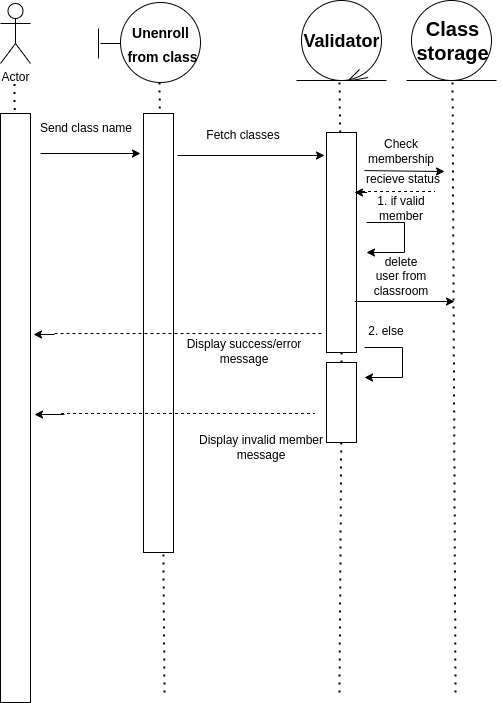 Actor
Unenroll
from class
Validator
Class
storage
Send class name
Fetch classes
Check
membership
recieve status
1. if valid
member
delete
user from
classroom
2. else
Display success/error
message
Display invalid member
message